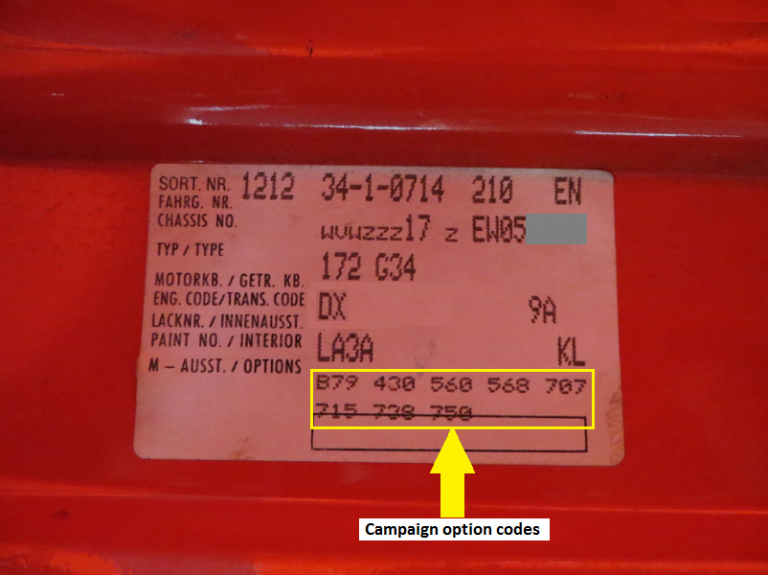 SORT. NR. 1212 34-1-0714 210 EN
FAHRG. NR.
CHASSIS NO. WVWZZZ17 Z EW05
TYP / TYPE 172 G34
MOTORKB. / GETR. KB.
ENG. CODE/TRANS. CODE DX 9A
LACKNR. / INNENAUSST.
PAINT NO. / INTERIOR LA3A KL
M – AUSST. / OPTIONS B79 430 560 568 707
715 738 750
Campaign option codes